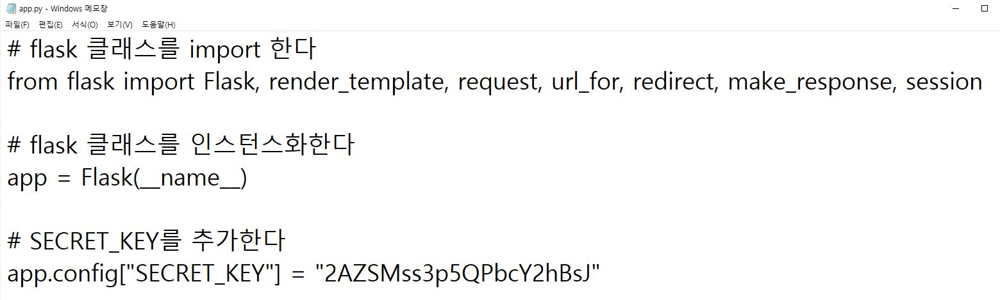 app.py - Windows 메모장
파일(F) 편집(E) 서식(O) 보기(V) 도움말(H)
# flask 클래스를 import 한다
from flask import Flask, render_template, request, url_for, redirect, make_response, session
# flask 클래스를 인스턴스화한다
app = Flask(__name__)
# SECRET_KEY를 추가한다
app.config["SECRET_KEY"] = "2AZSMss3p5QPbcY2hBsJ"